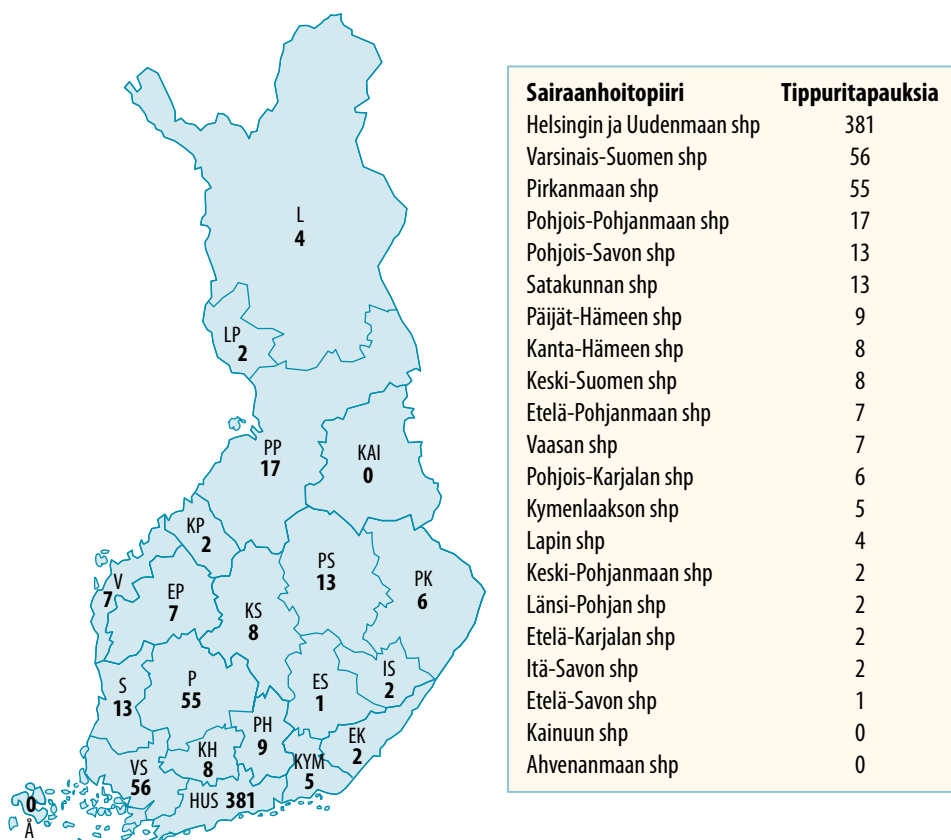 L
4
LP
2
PP
17
KAI
0
KP
2
V
7
EP
7
KS
8
PS
13
PK
6
S
13
P
55
ES
1
IS
2
PH
9
KH
8
EK
2
KYM
5
VS
56
HUS 381
0
Å
Sairaanhoitopiiri Tippuritapauksia
Helsingin ja Uudenmaan shp 381
Varsinais-Suomen shp 56
Pirkanmaan shp 55
Pohjois-Pohjanmaan shp 17
Pohjois-Savon shp 13
Satakunnan shp 13
Päijät-Hämeen shp 9
Kanta-Hämeen shp 8
Keski-Suomen shp 8
Etelä-Pohjanmaan shp 7
Vaasan shp 7
Pohjois-Karjalan shp 6
Kymenlaakson shp 5
Lapin shp 4
Keski-Pohjanmaan shp 2
Länsi-Pohjan shp 2
Etelä-Karjalan shp 2
Itä-Savon shp 2
Etelä-Savon shp 1
Kainuun shp 0
Ahvenanmaan shp 0